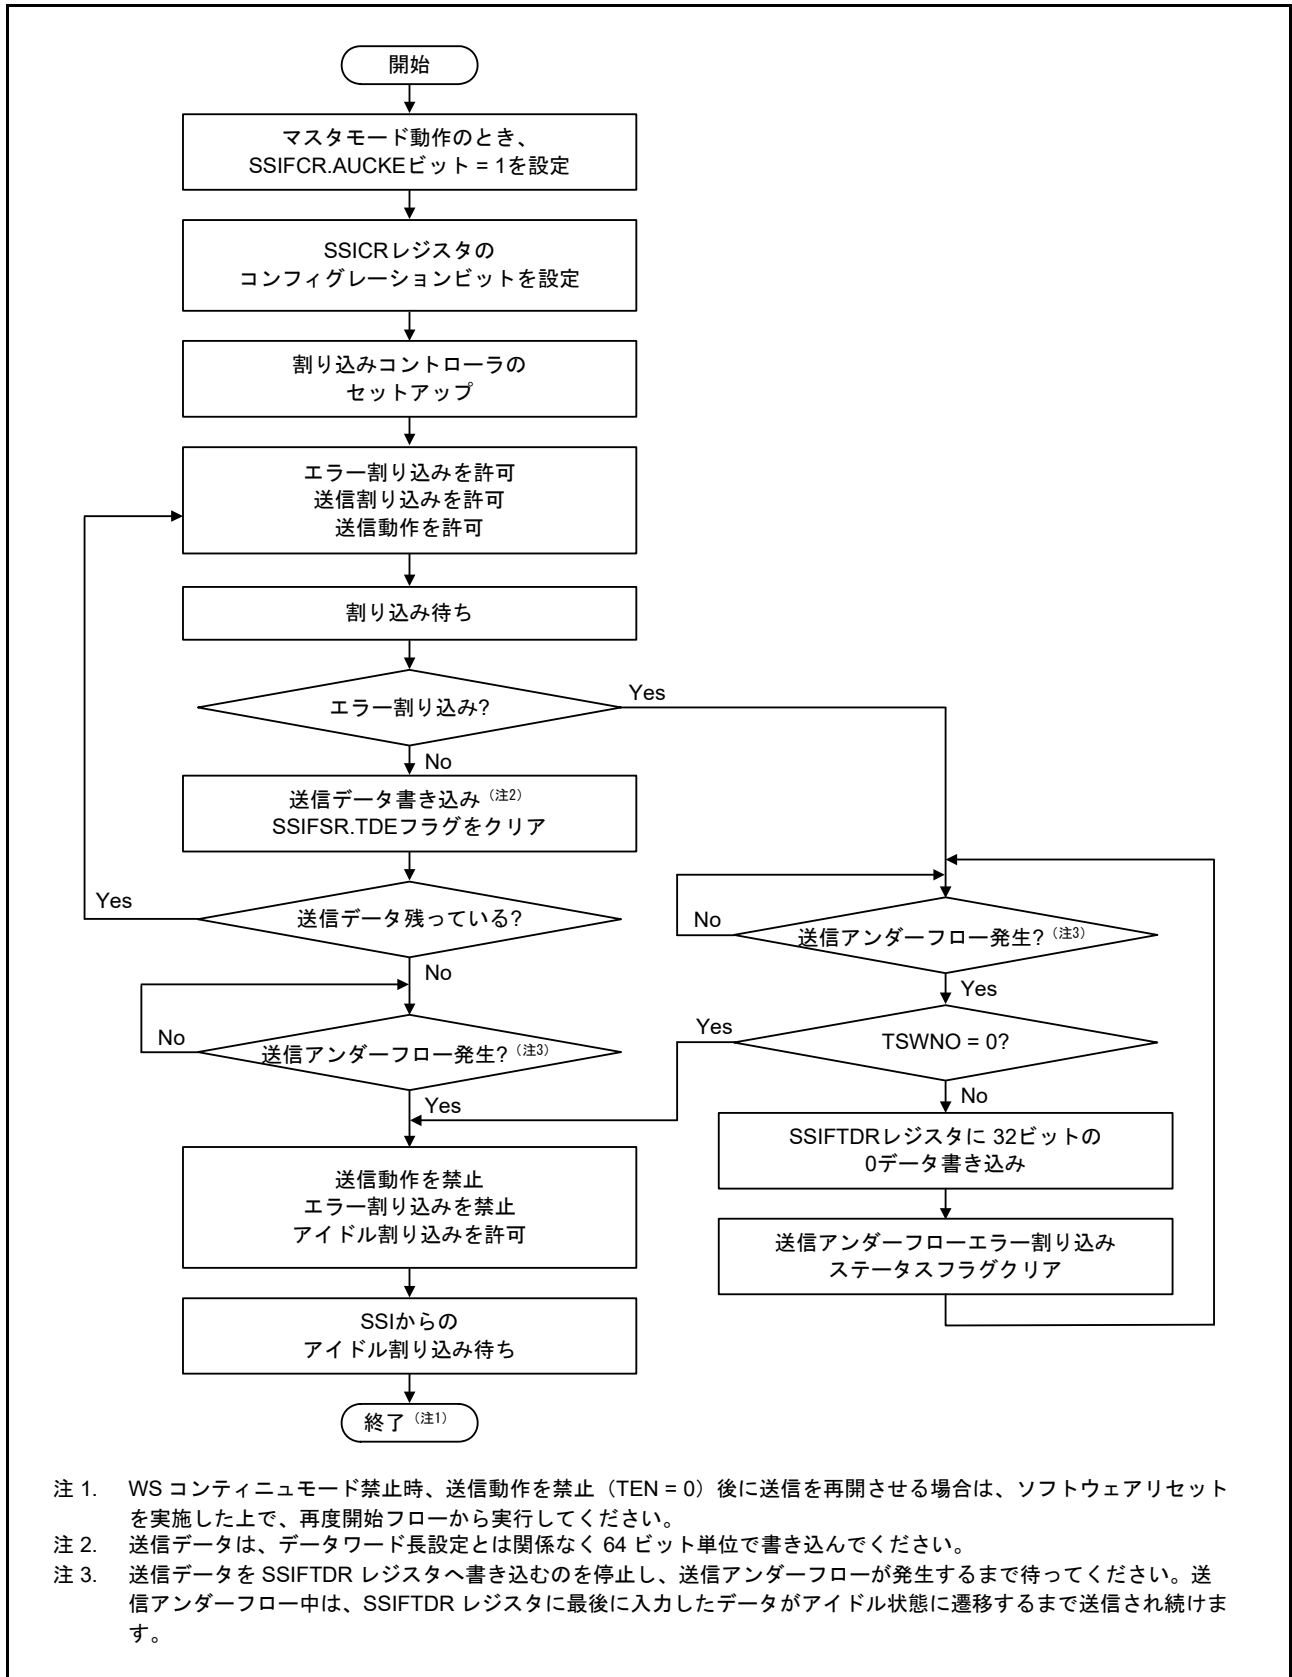 開始
マスタモード動作のとき、
SSIFCR.AUCKEビット = 1を設定
SSICRレジスタの
コンフィグレーションビットを設定
割り込みコントローラの
セットアップ
エラー割り込みを許可
送信割り込みを許可
送信動作を許可
割り込み待ち
エラー割り込み?
Yes
No
送信データ書き込み（注2）
SSIFSR.TDEフラグをクリア
Yes
送信データ残っている?
No
No
送信アンダーフロー発生?（注3）
Yes
No
送信アンダーフロー発生?（注3）
Yes
Yes
TSWNO = 0?
No
SSIFTDRレジスタに 32ビットの
0データ書き込み
送信アンダーフローエラー割り込み
ステータスフラグクリア
送信動作を禁止
エラー割り込みを禁止
アイドル割り込みを許可
SSIからの
アイドル割り込み待ち
終了（注1）
注 1. WS コンティニュモード禁止時、送信動作を禁止（TEN = 0）後に送信を再開させる場合は、ソフトウェアリセット
を実施した上で、再度開始フローから実行してください。
注 2. 送信データは、データワード長設定とは関係なく 64 ビット単位で書き込んでください。
注 3. 送信データを SSIFTDR レジスタへ書き込むのを停止し、送信アンダーフローが発生するまで待ってください。送
信アンダーフロー中は、SSIFTDR レジスタに最後に入力したデータがアイドル状態に遷移するまで送信され続けま
す。